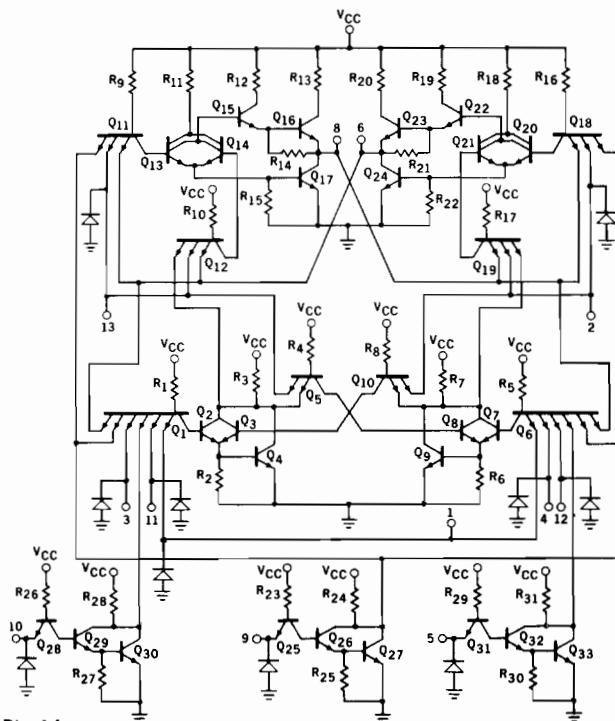 VCC
R9 R11 R12 R13 R20 R19 R18 R16
Q15 Q16 8 6 Q23 Q22
Q11 Q13 Q14 R14 R21 Q21 Q20 Q18
Q17 Q24
VCC R15 R22 VCC
R10 R17
Q12 Q19
13 2
VCC VCC
VCC VCC VCC VCC
R1 R3 R4 R8 R7 R5
Q2 Q5 Q10 Q7
Q1 Q3 Q8 Q6
Q4 Q9
R2 R6
3 11 1 4 12
VCC VCC VCC VCC VCC VCC
R26 R28 R23 R24 R29 R31
10 Q28 Q29 Q30 9 Q25 Q26 Q27 5 Q31 Q32 Q33
R27 R25 R30